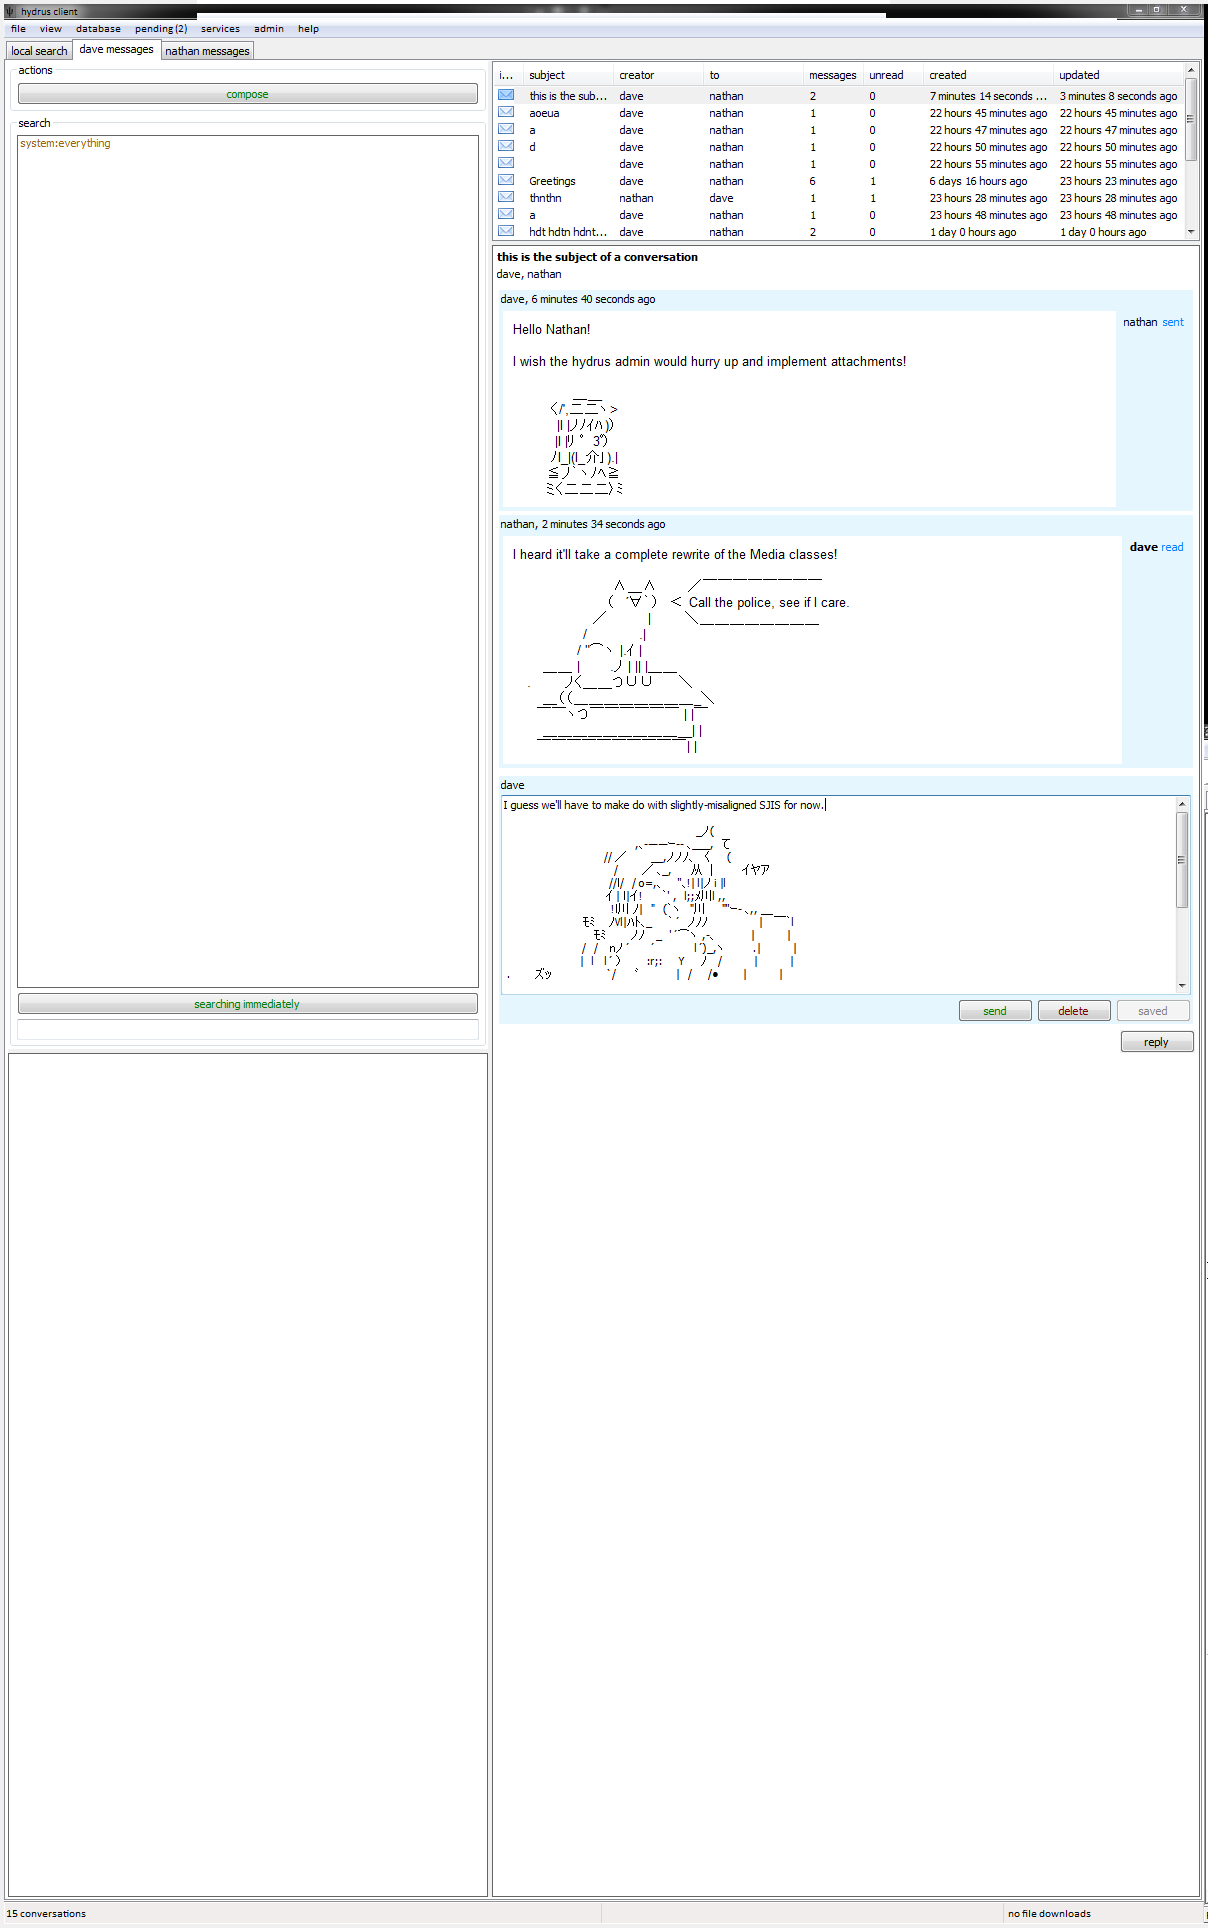 hydrus client
file view database pending (2) services admin help
local search dave messages nathan messages
actions
compose
search
system:everything
searching immediately
i... subject creator to messages unread created updated
this is the sub... dave nathan 2 0 7 minutes 14 seconds ... 3 minutes 8 seconds ago
aoeua dave nathan 1 0 22 hours 45 minutes ago 22 hours 45 minutes ago
a dave nathan 1 0 22 hours 47 minutes ago 22 hours 47 minutes ago
d dave nathan 1 0 22 hours 50 minutes ago 22 hours 50 minutes ago
dave nathan 1 0 22 hours 55 minutes ago 22 hours 55 minutes ago
Greetings dave nathan 6 1 6 days 16 hours ago 23 hours 23 minutes ago
thnthn nathan dave 1 1 23 hours 28 minutes ago 23 hours 28 minutes ago
a dave nathan 1 0 23 hours 48 minutes ago 23 hours 48 minutes ago
hdt hdtn hdnt... dave nathan 2 0 1 day 0 hours ago 1 day 0 hours ago
this is the subject of a conversation
dave, nathan
dave, 6 minutes 40 seconds ago
nathan sent
Hello Nathan!
I wish the hydrus admin would hurry up and implement attachments!
nathan, 2 minutes 34 seconds ago
dave read
I heard it'll take a complete rewrite of the Media classes!
< Call the police, see if I care.
dave
I guess we'll have to make do with slightly-misaligned SJIS for now.
イヤア
モミ
モミ
ズッ
send delete saved
reply
15 conversations
no file downloads